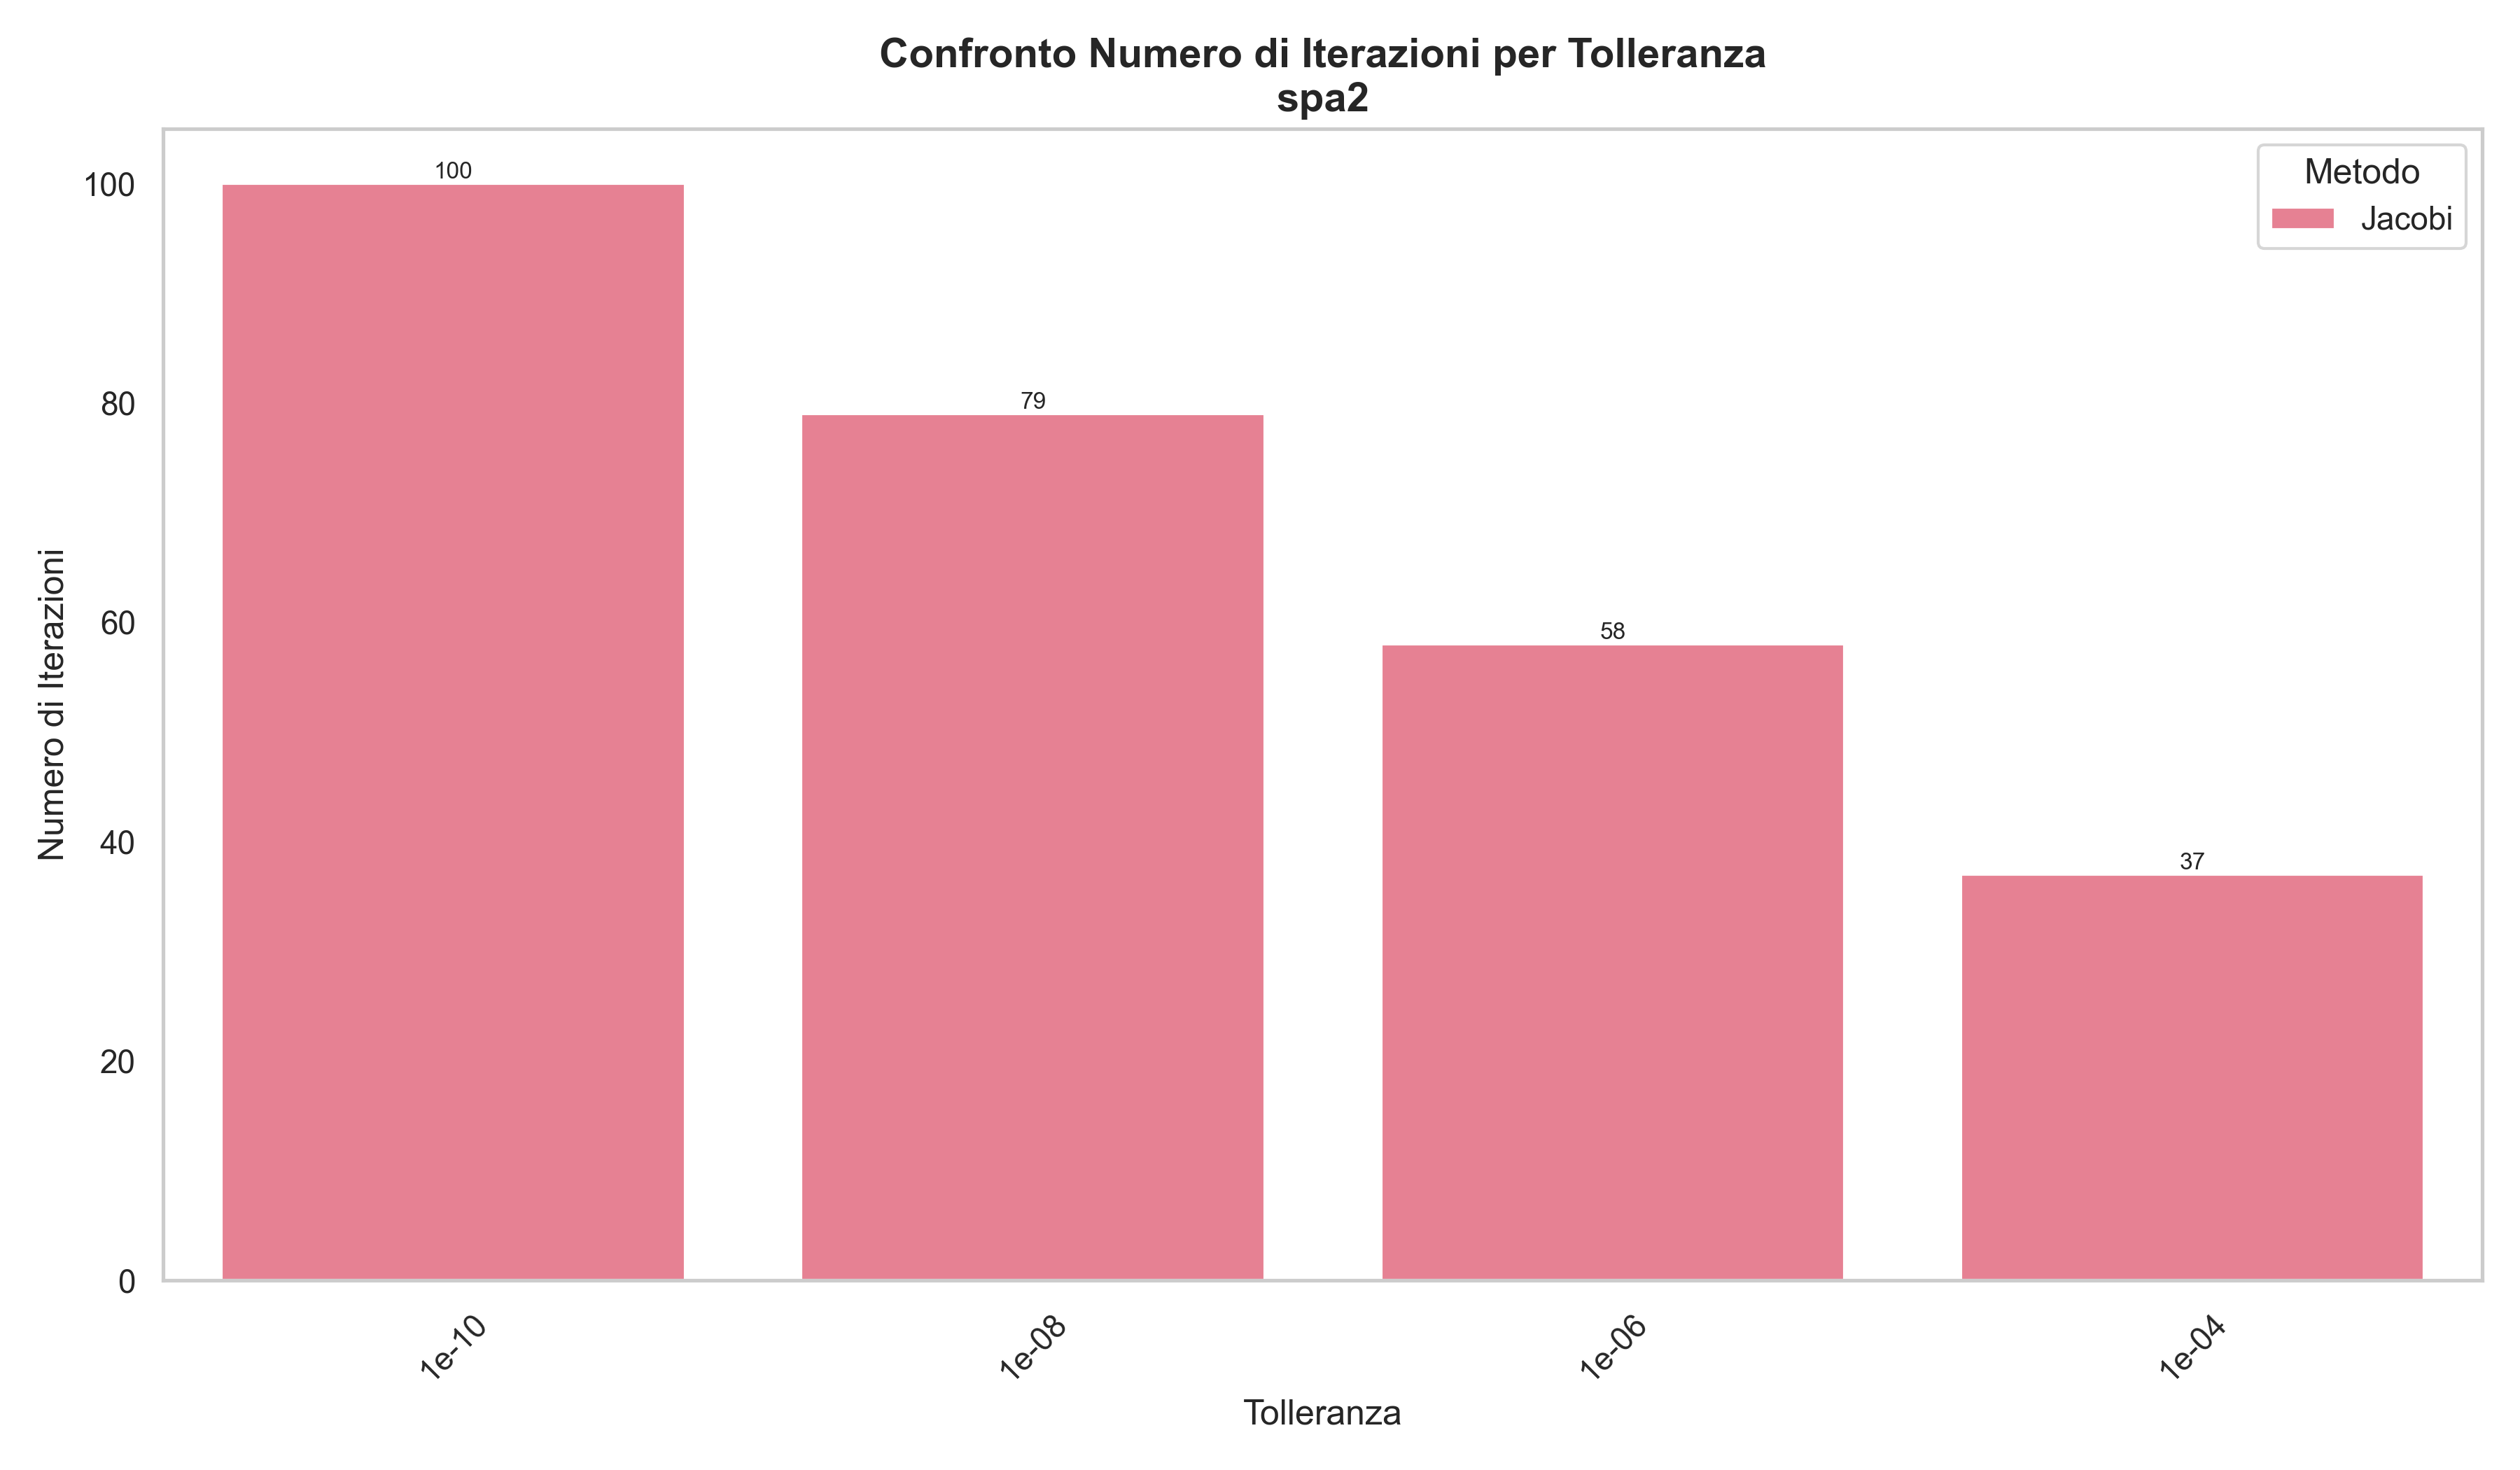 Confronto Numero di Iterazioni per Tolleranza
spa2
Metodo
Jacobi
Numero di Iterazioni
100
80
60
40
20
0
100
79
58
37
1e-10
1e-08
1e-06
1e-04
Tolleranza